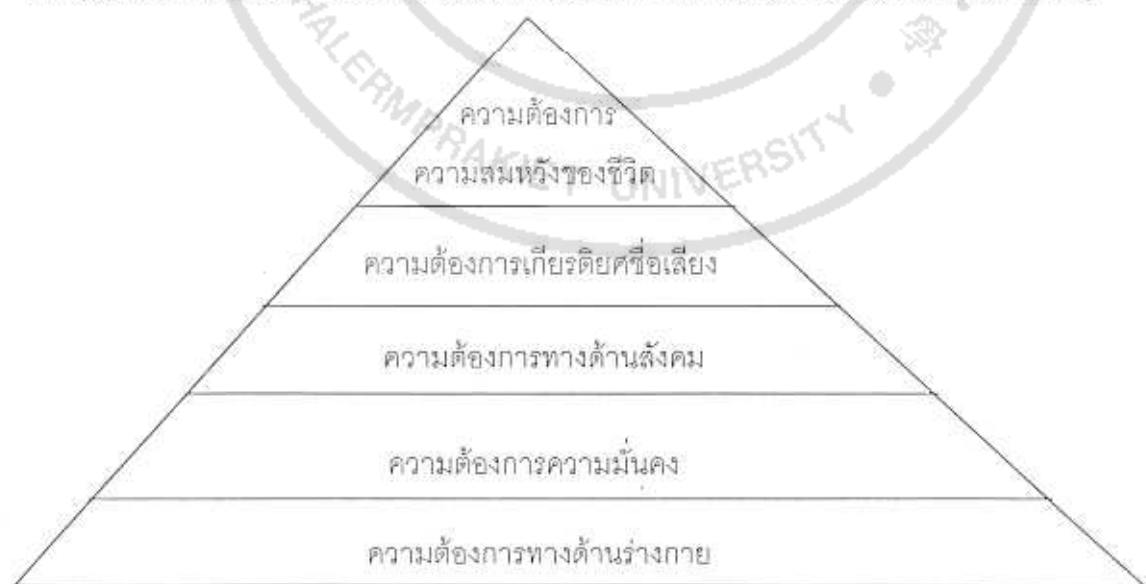 ความต้องการ
ความสมหวังของชีวิต
ความต้องการเกียรติยศชื่อเสียง
ความต้องการทางด้านสังคม
ความต้องการความมั่นคง
ความต้องการทางด้านร่างกาย
HALERMPRAKIET UNIVERSITY